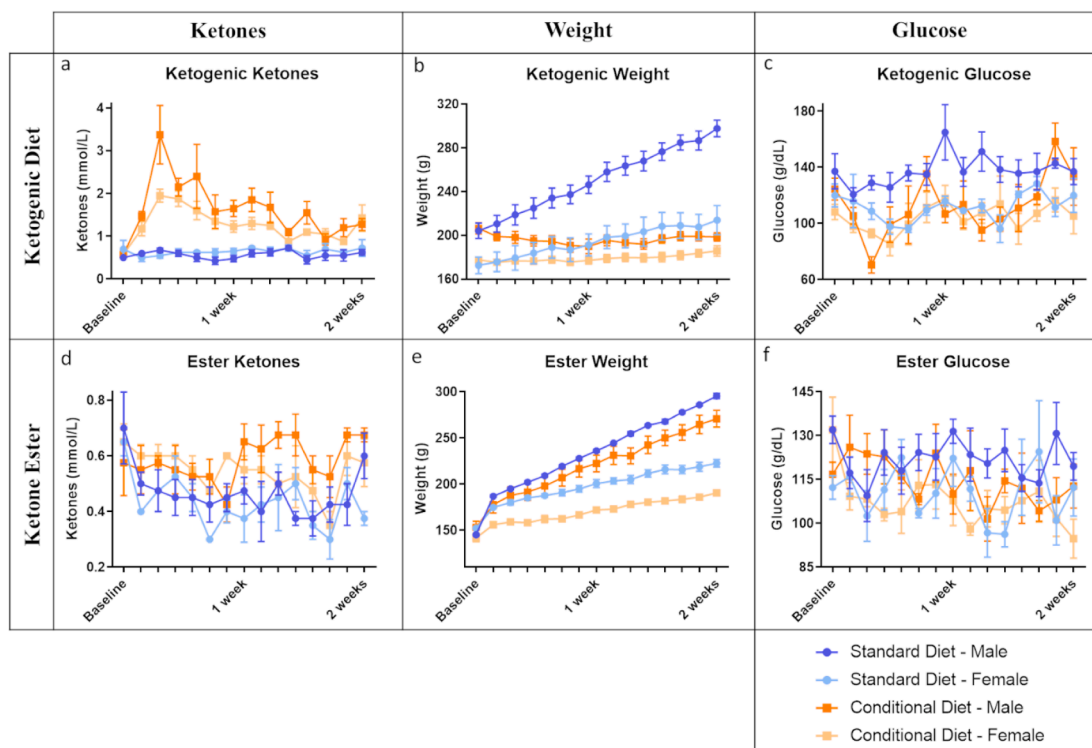 Ketones
Weight
Glucose
Ketogenic Diet
a
Ketogenic Ketones
Ketones (mmol/L)
4
3
2
1
0
Baseline
1 week
2 weeks
b
Ketogenic Weight
Weight (g)
320
280
240
200
160
Baseline
1 week
2 weeks
c
Ketogenic Glucose
Glucose (g/dL)
180
140
100
60
Baseline
1 week
2 weeks
Ketone Ester
d
Ester Ketones
Ketones (mmol/L)
0.8
0.6
0.4
0.2
Baseline
1 week
2 weeks
e
Ester Weight
Weight (g)
300
250
200
150
Baseline
1 week
2 weeks
f
Ester Glucose
Glucose (g/dL)
145
130
115
100
85
Baseline
1 week
2 weeks
Standard Diet - Male
Standard Diet - Female
Conditional Diet - Male
Conditional Diet - Female